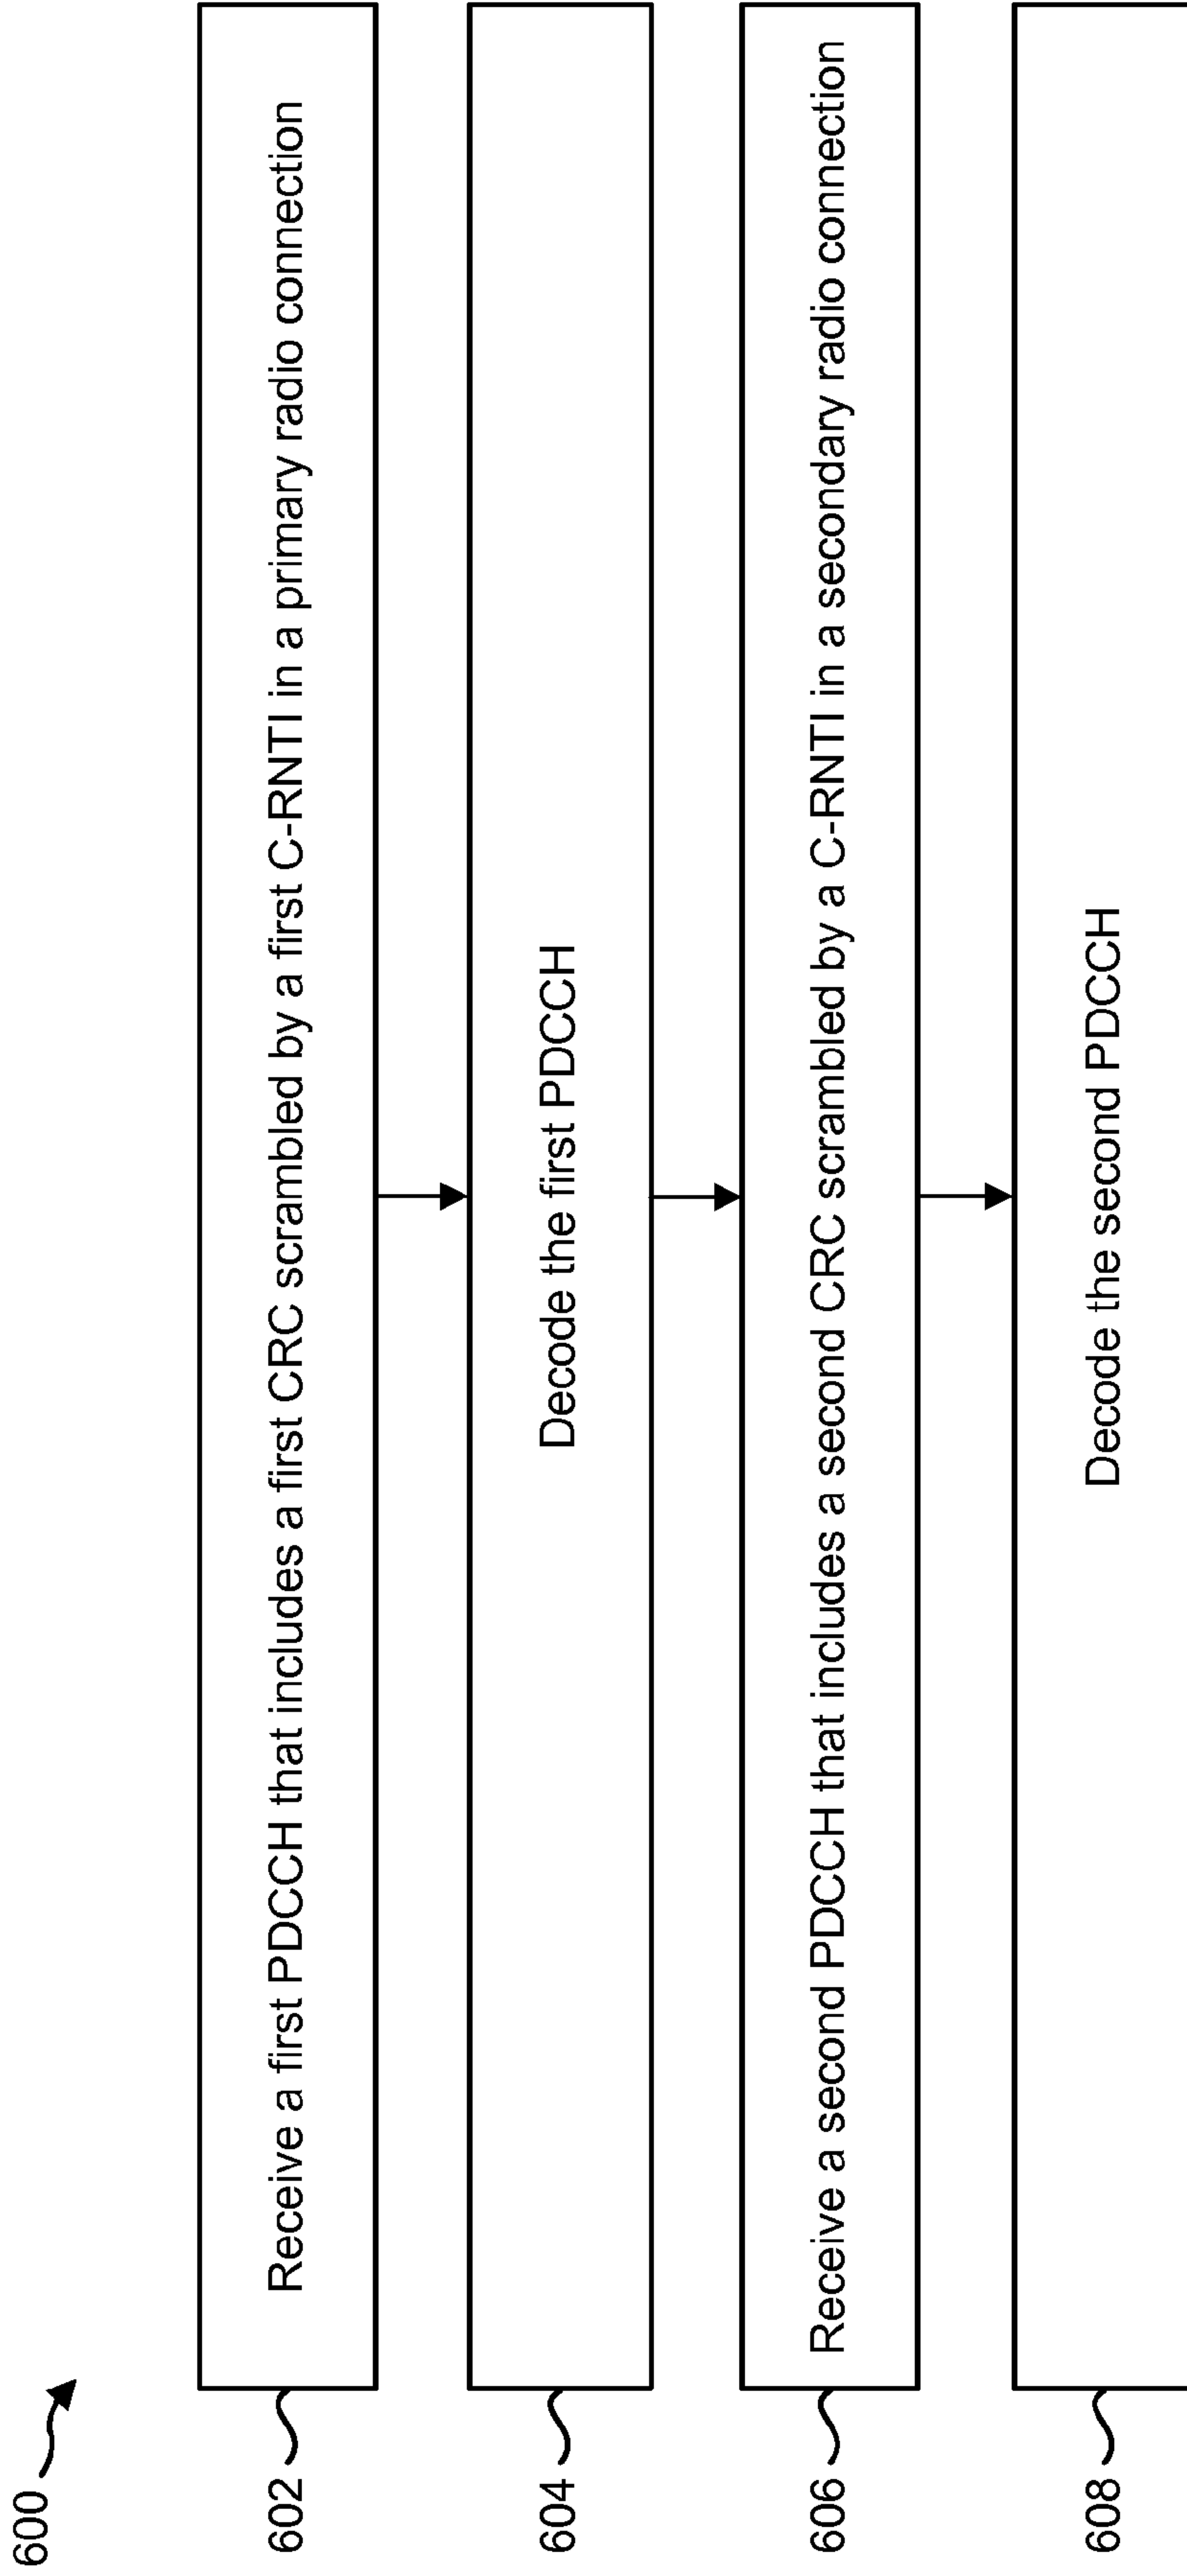 600
602
Receive a first PDCCH that includes a first CRC scrambled by a first C-RNTI in a primary radio connection
604
Decode the first PDCCH
606
Receive a second PDCCH that includes a second CRC scrambled by a C-RNTI in a secondary radio connection
608
Decode the second PDCCH